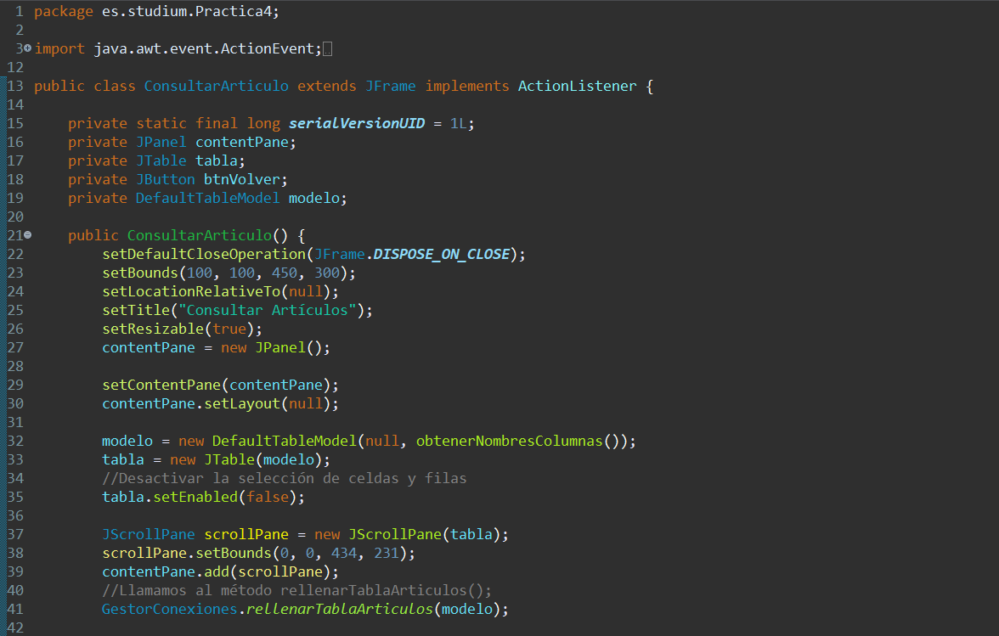 1 package es.studium.Practica4;
2
3 import java.awt.event.ActionEvent;
12
13 public class ConsultarArticulo extends JFrame implements ActionListener {
14
15     private static final long serialVersionUID = 1L;
16     private JPanel contentPane;
17     private JTable tabla;
18     private JButton btnVolver;
19     private DefaultTableModel modelo;
20
21     public ConsultarArticulo() {
22         setDefaultCloseOperation(JFrame.DISPOSE_ON_CLOSE);
23         setBounds(100, 100, 450, 300);
24         setLocationRelativeTo(null);
25         setTitle("Consultar Artículos");
26         setResizable(true);
27         contentPane = new JPanel();
28
29         setContentPane(contentPane);
30         contentPane.setLayout(null);
31
32         modelo = new DefaultTableModel(null, obtenerNombresColumnas());
33         tabla = new JTable(modelo);
34         //Desactivar la selección de celdas y filas
35         tabla.setEnabled(false);
36
37         JScrollPane scrollPane = new JScrollPane(tabla);
38         scrollPane.setBounds(0, 0, 434, 231);
39         contentPane.add(scrollPane);
40         //Llamamos al método rellenarTablaArticulos();
41         GestorConexiones.rellenarTablaArticulos(modelo);
42